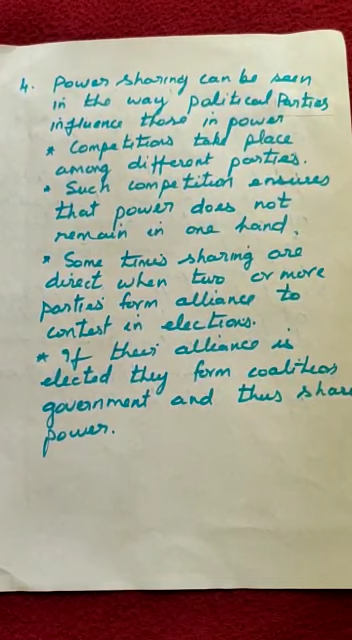 4. Power sharing can be seen
in the way political Parties
influence those in power
* Competitions take place
among different parties.
* Such competition ensures
that power does not
remain in one hand.
* Some times sharing are
direct when two or more
parties form alliance to
contest in elections.
* If their alliance is
elected they form coalition
government and thus share
power.